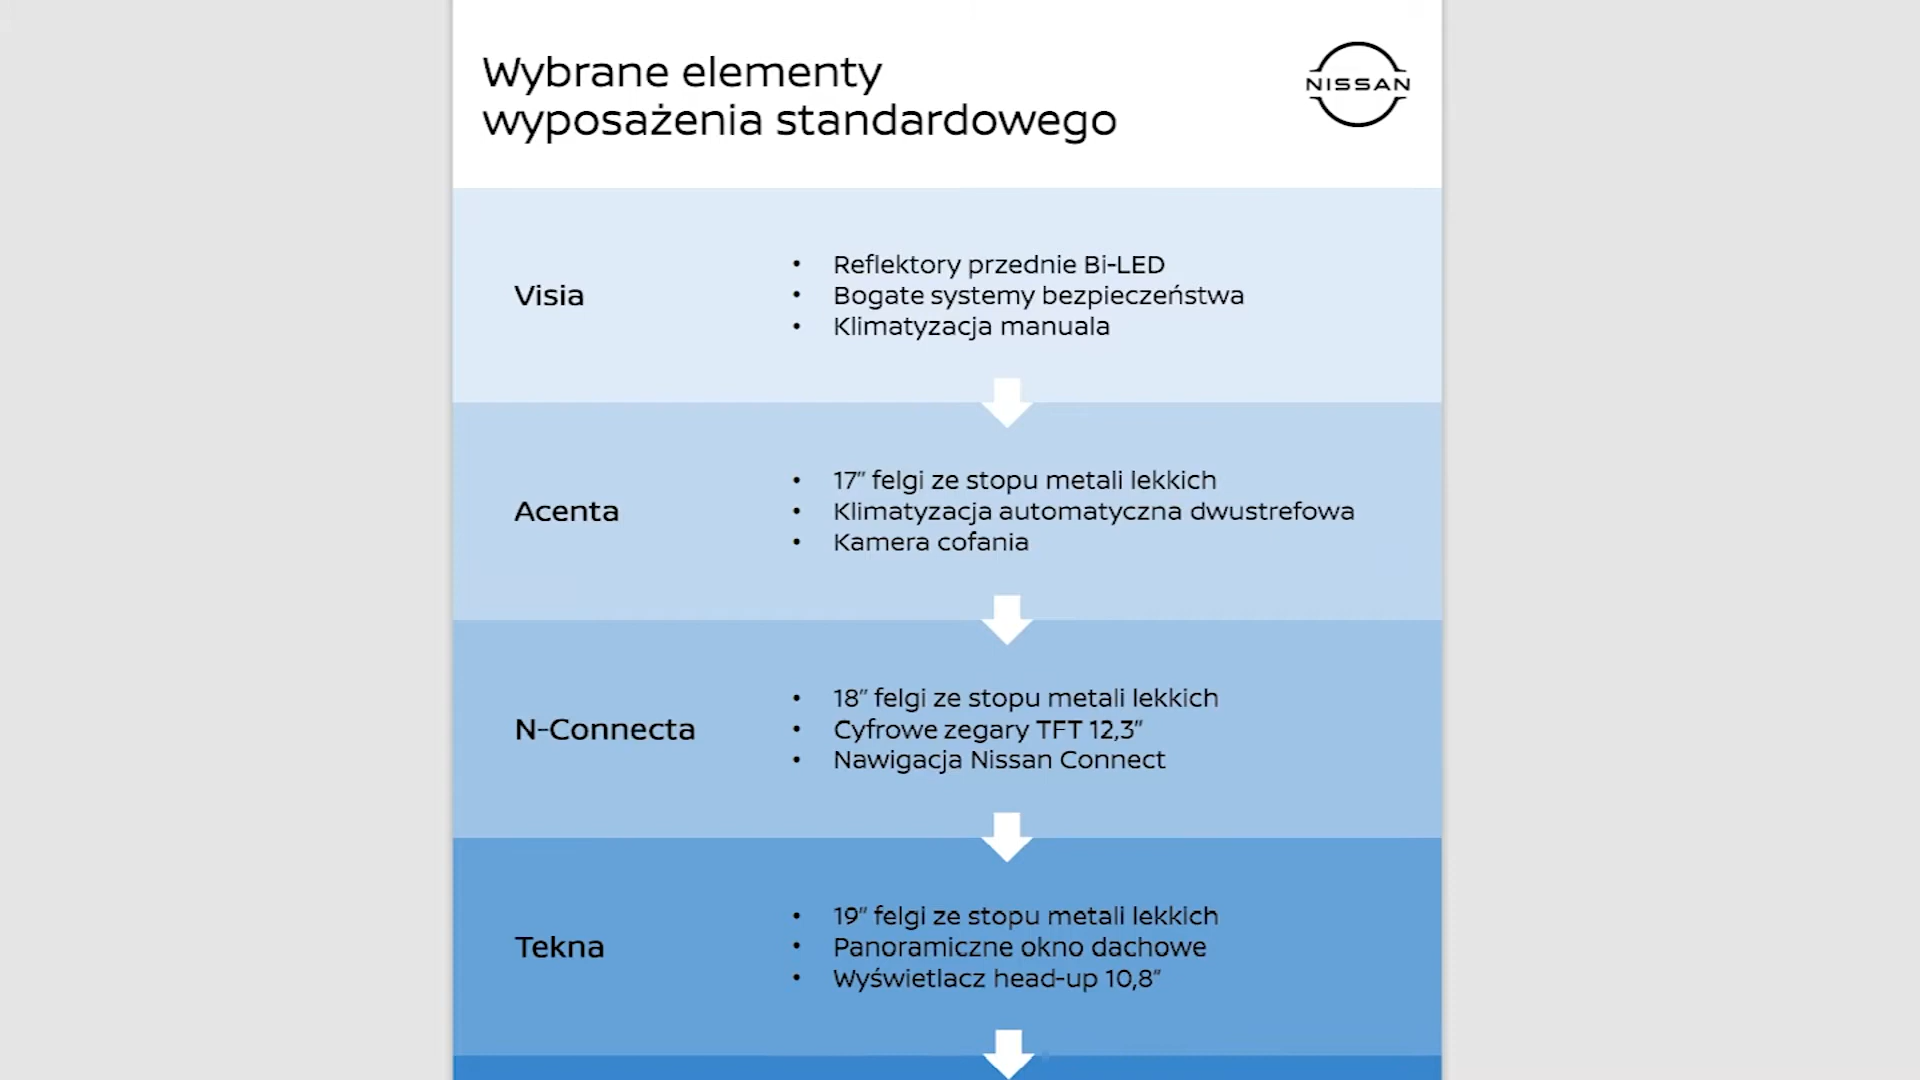 Wybrane elementy
wyposażenia standardowego
NISSAN
Visia
• Reflektory przednie Bi-LED
• Bogate systemy bezpieczeństwa
• Klimatyzacja manuala
Acenta
• 17” felgi ze stopu metali lekkich
• Klimatyzacja automatyczna dwustrefowa
• Kamera cofania
N-Connecta
• 18” felgi ze stopu metali lekkich
• Cyfrowe zegary TFT 12,3”
• Nawigacja Nissan Connect
Tekna
• 19” felgi ze stopu metali lekkich
• Panoramiczne okno dachowe
• Wyświetlacz head-up 10,8”